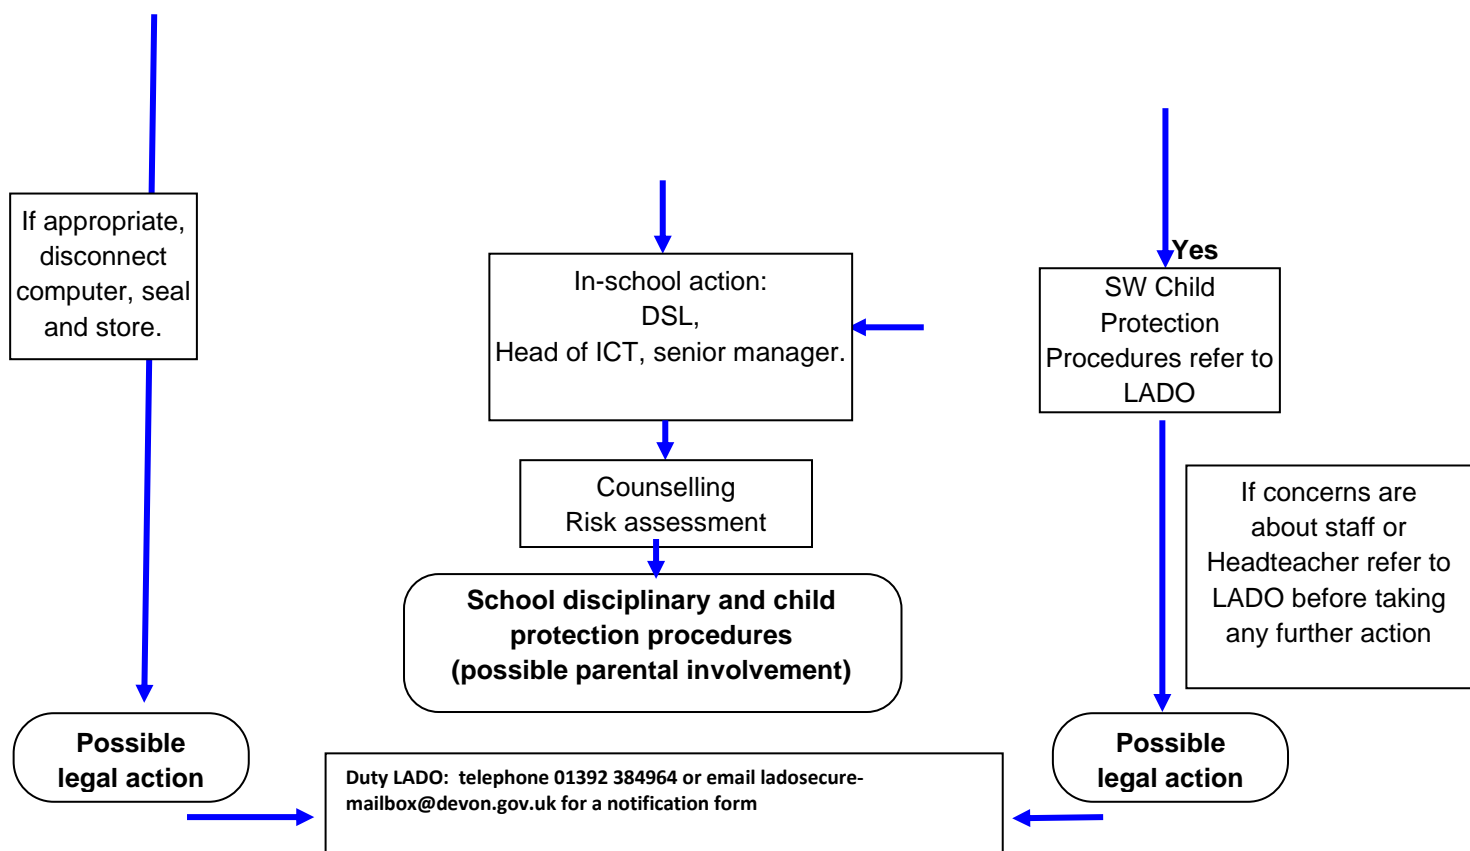 If appropriate,
disconnect
computer, seal
and store.
In-school action:
DSL,
Head of ICT, senior manager.
Yes
SW Child
Protection
Procedures refer to
LADO
Counselling
Risk assessment
If concerns are
about staff or
Headteacher refer to
LADO before taking
any further action
School disciplinary and child
protection procedures
(possible parental involvement)
Possible
legal action
Possible
legal action
Duty LADO: telephone 01392 384964 or email ladosecure-
mailbox@devon.gov.uk for a notification form